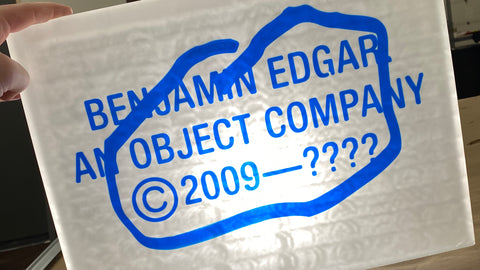 BENJAMIN EDGAR.
AN OBJECT COMPANY
©2009—????